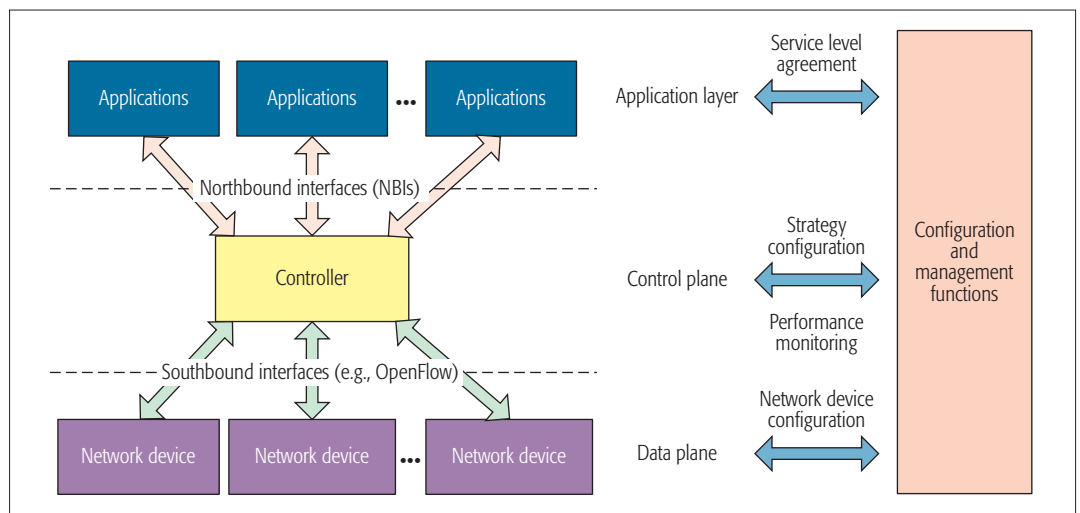 Applications
Applications
...
Applications
Northbound interfaces (NBIs)
Controller
Southbound interfaces (e.g., OpenFlow)
Network device
Network device
...
Network device
Application layer
Service level
agreement
Control plane
Strategy
configuration
Performance
monitoring
Data plane
Network device
configuration
Configuration
and
management
functions